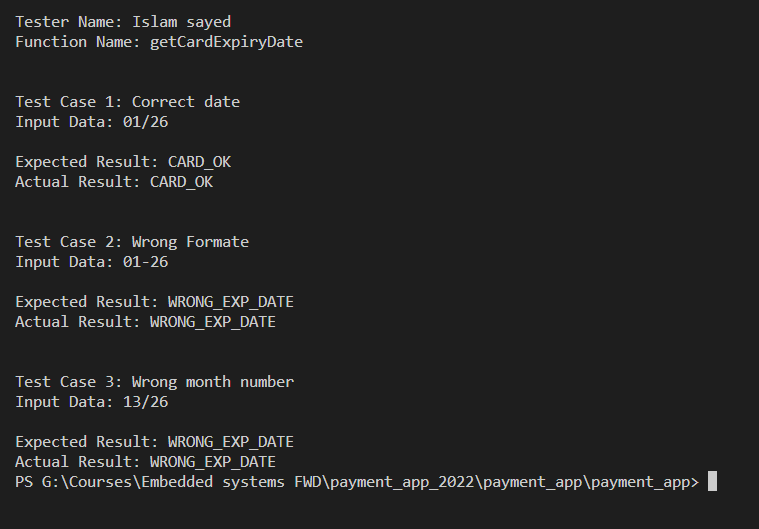 Tester Name: Islam sayed
Function Name: getCardExpiryDate
Test Case 1: Correct date
Input Data: 01/26
Expected Result: CARD_OK
Actual Result: CARD_OK
Test Case 2: Wrong Formate
Input Data: 01-26
Expected Result: WRONG_EXP_DATE
Actual Result: WRONG_EXP_DATE
Test Case 3: Wrong month number
Input Data: 13/26
Expected Result: WRONG_EXP_DATE
Actual Result: WRONG_EXP_DATE
PS G:\Courses\Embedded systems FWD\payment_app_2022\payment_app\payment_app>